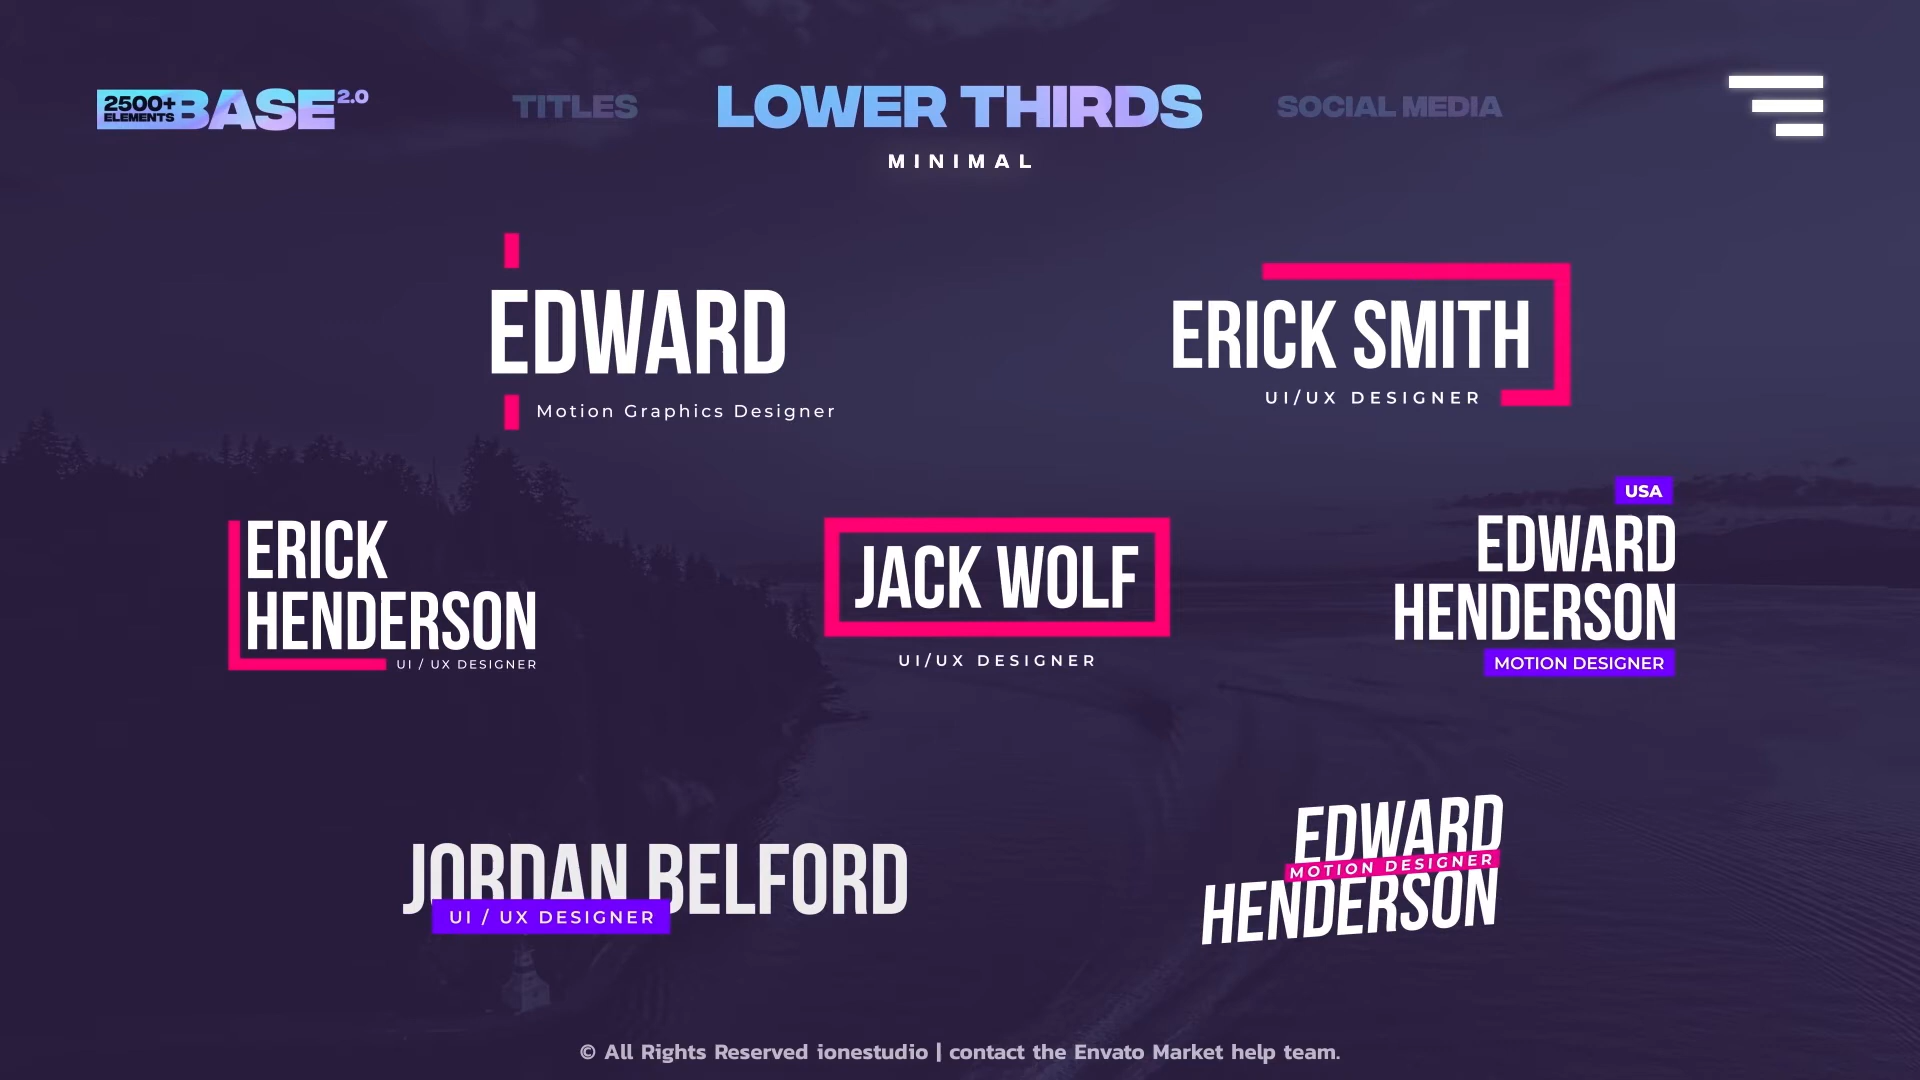 2500+
ELEMENTS
BASE 2.0
TITLES
LOWER THIRDS
SOCIAL MEDIA
MINIMAL
EDWARD
Motion Graphics Designer
ERICK SMITH
UI/UX DESIGNER
ERICK
HENDERSON
UI / UX DESIGNER
JACK WOLF
UI/UX DESIGNER
USA
EDWARD
HENDERSON
MOTION DESIGNER
JORDAN BELFORD
UI / UX DESIGNER
EDWARD
MOTION DESIGNER
HENDERSON
© All Rights Reserved ionestudio | contact the Envato Market help team.